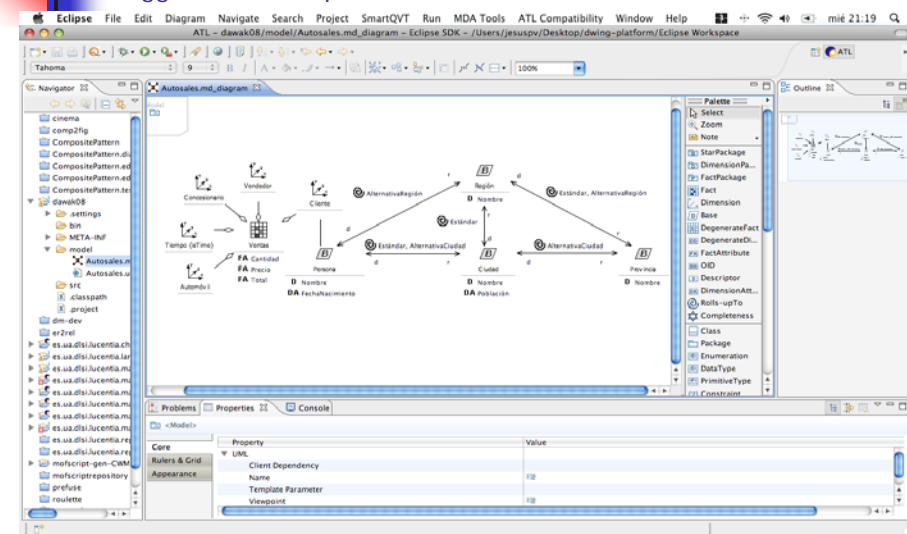 Eclipse File Edit Diagram Navigate Search Project SmartQVT Run MDA Tools ATL Compatibility Window Help mié 21:19
ATL - dawak08/model/Autosales.md_diagram - Eclipse SDK - /Users/jesuspv/Desktop/dwing-platform/Eclipse Workspace
ATL
Tahoma 9 B I A 100%
Navigator
cinema
comp2fig
CompositePattern
CompositePattern.di
CompositePattern.ed
CompositePattern.ed
CompositePattern.te
dawak08
.settings
bin
META-INF
model
Autosales.m
Autosales.u
src
.classpath
.project
dm-dev
er2rel
es.ua.dlsi.lucentia.ch
es.ua.dlsi.lucentia.lar
es.ua.dlsi.lucentia.m
es.ua.dlsi.lucentia.m
es.ua.dlsi.lucentia.m
es.ua.dlsi.lucentia.m
es.ua.dlsi.lucentia.m
es.ua.dlsi.lucentia.m
es.ua.dlsi.lucentia.re
es.ua.dlsi.lucentia.re
mofscript-gen-CWM
mofscriptrepository
prefuse
roulette
Autosales.md_diagram
Model
Concesionario
Vendedor
Cliente
Tiempo (aTime)
Ventas
FA Cantidad
FA Precio
FA Total
Automóvil
B
Región
D Nombre
AlternativaRegión
Estándar, AlternativaRegión
Estándar
Estándar, AlternativaCiudad
AlternativaCiudad
r
d
r
d
d
r
d
r
d
r
B
Persona
D Nombre
DA FechaNacimiento
B
Ciudad
D Nombre
DA Población
B
Provincia
D Nombre
Palette
Select
Zoom
Note
StarPackage
DimensionPa...
FactPackage
Fact
Dimension
Base
DegenerateFact
DegenerateDi...
FactAttribute
OID
Descriptor
DimensionAtt...
Rolls-upTo
Completeness
Class
Package
Enumeration
DataType
PrimitiveType
Constraint
Outline
Problems Properties Console
<Model>
Core
Rulers & Grid
Appearance
Property Value
UML
Client Dependency
Name
Template Parameter
Viewpoint